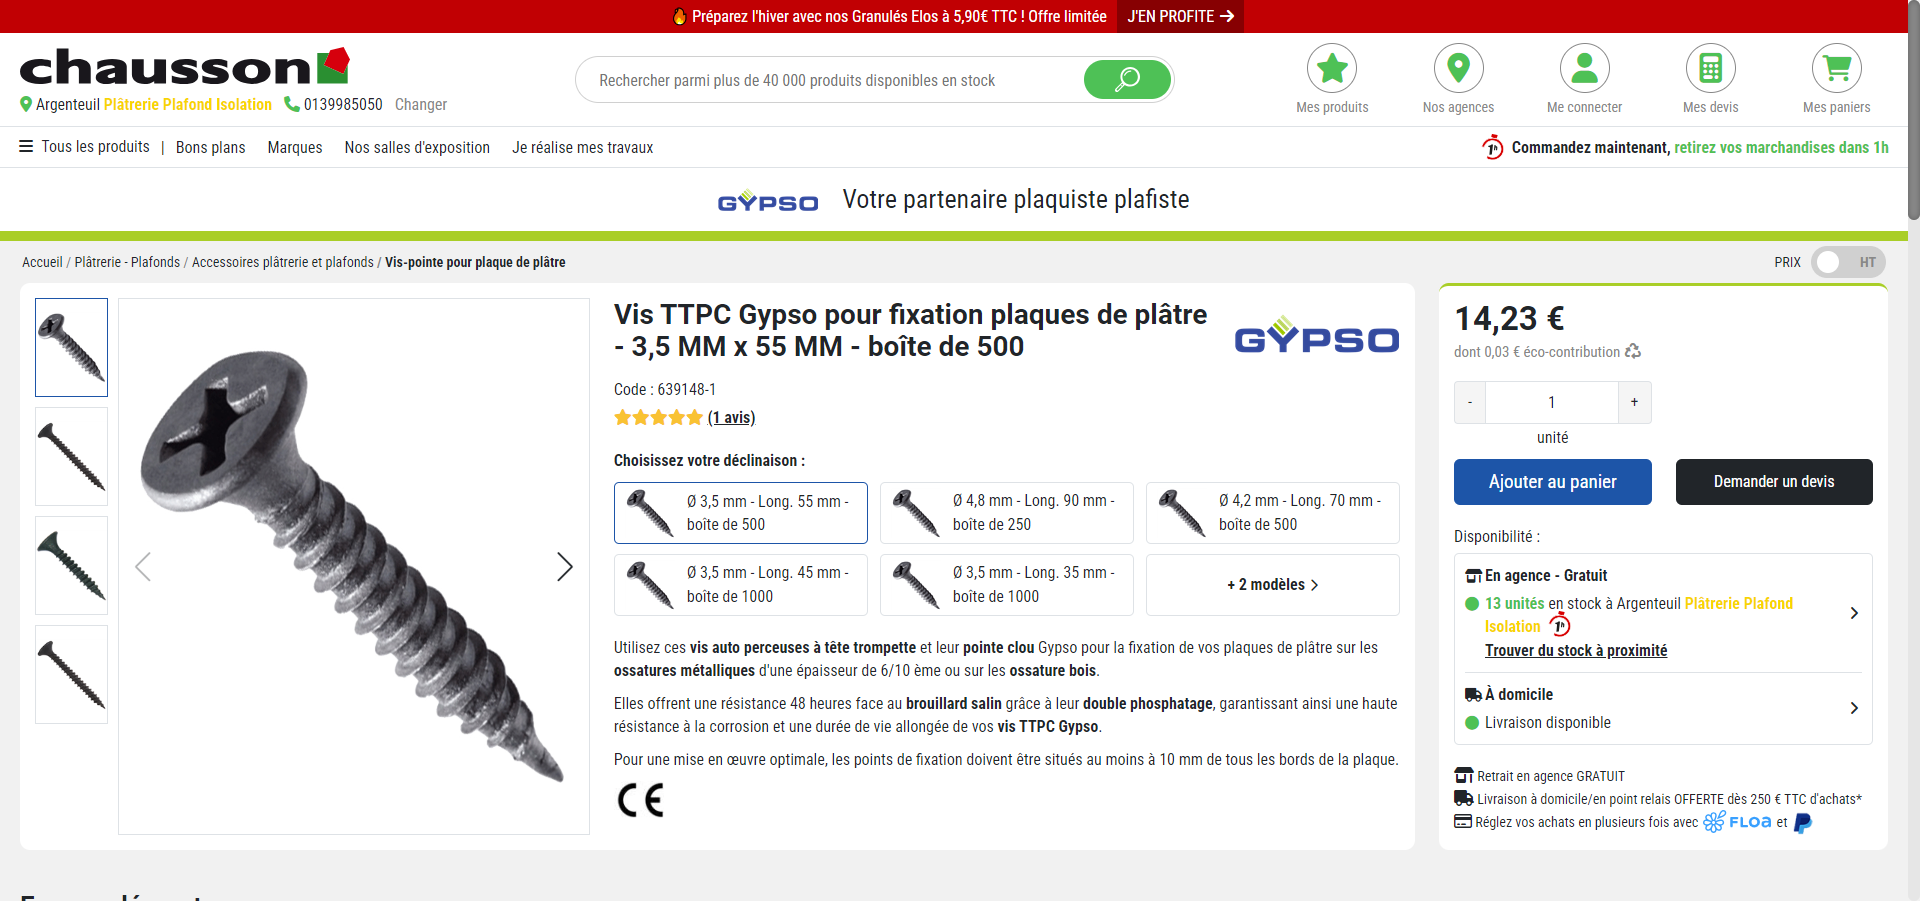 Préparez l'hiver avec nos Granulés Elos à 5,90€ TTC ! Offre limitée J'EN PROFITE
chausson
Rechercher parmi plus de 40 000 produits disponibles en stock
Argenteuil Plâtrerie Plafond Isolation 0139985050 Changer
Mes produits Nos agences Me connecter Mes devis Mes paniers
Tous les produits | Bons plans Marques Nos salles d'exposition Je réalise mes travaux
1h Commandez maintenant, retirez vos marchandises dans 1h
GYPSO Votre partenaire plaquiste plafiste
Accueil / Plâtrerie - Plafonds / Accessoires plâtrerie et plafonds / Vis-pointe pour plaque de plâtre
PRIX HT
Vis TTPC Gypso pour fixation plaques de plâtre
- 3,5 MM x 55 MM - boîte de 500
GYPSO
Code : 639148-1
(1 avis)
Choisissez votre déclinaison :
Ø 3,5 mm - Long. 55 mm -
boîte de 500
Ø 4,8 mm - Long. 90 mm -
boîte de 250
Ø 4,2 mm - Long. 70 mm -
boîte de 500
Ø 3,5 mm - Long. 45 mm -
boîte de 1000
Ø 3,5 mm - Long. 35 mm -
boîte de 1000
+ 2 modèles
Utilisez ces vis auto perceuses à tête trompette et leur pointe clou Gypso pour la fixation de vos plaques de plâtre sur les
ossatures métalliques d'une épaisseur de 6/10 ème ou sur les ossature bois.
Elles offrent une résistance 48 heures face au brouillard salin grâce à leur double phosphatage, garantissant ainsi une haute
résistance à la corrosion et une durée de vie allongée de vos vis TTPC Gypso.
Pour une mise en œuvre optimale, les points de fixation doivent être situés au moins à 10 mm de tous les bords de la plaque.
CE
14,23 €
dont 0,03 € éco-contribution
- 1 +
unité
Ajouter au panier
Demander un devis
Disponibilité :
En agence - Gratuit
13 unités en stock à Argenteuil Plâtrerie Plafond
Isolation 1h
Trouver du stock à proximité
À domicile
Livraison disponible
Retrait en agence GRATUIT
Livraison à domicile/en point relais OFFERTE dès 250 € TTC d'achats*
Réglez vos achats en plusieurs fois avec FLOA et